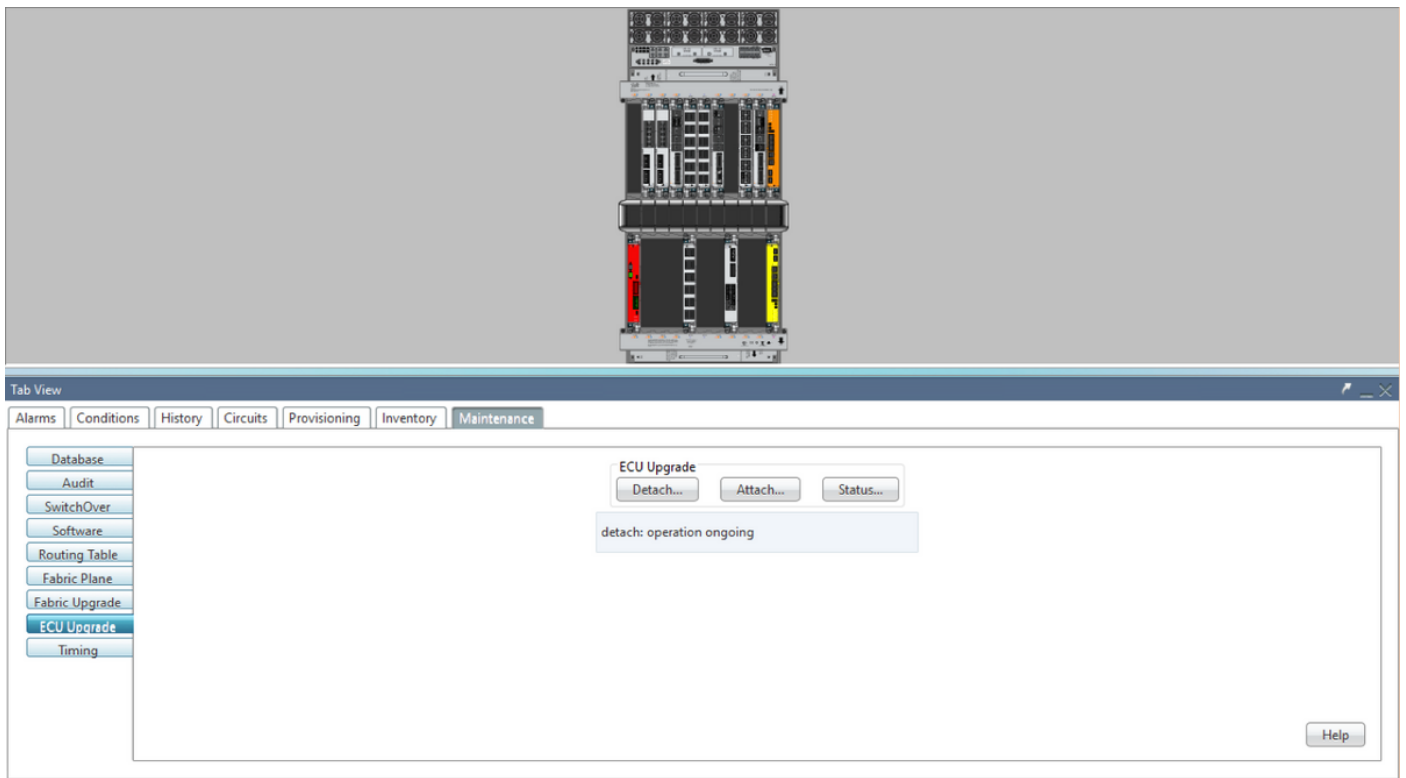 Tab View
Alarms Conditions History Circuits Provisioning Inventory Maintenance
Database
Audit
SwitchOver
Software
Routing Table
Fabric Plane
Fabric Upgrade
ECU Upgrade
Timing
ECU Upgrade
Detach... Attach... Status...
detach: operation ongoing
Help